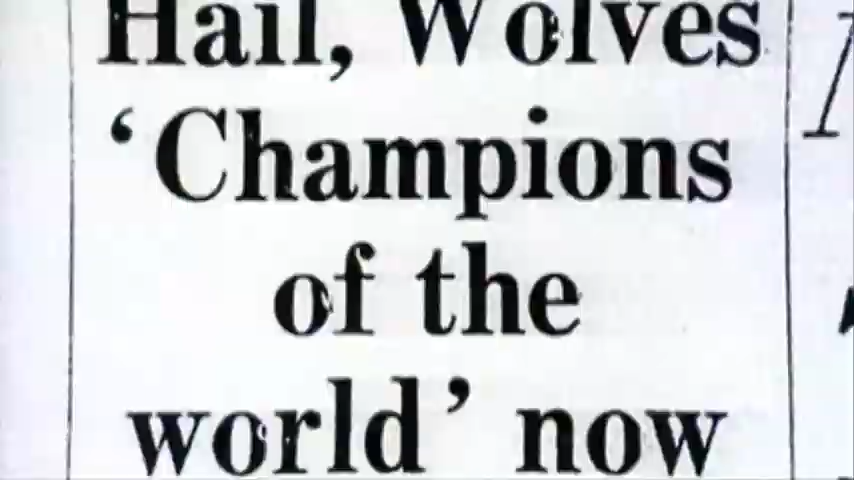 Hail, Wolves
‘Champions
of the
world’ now